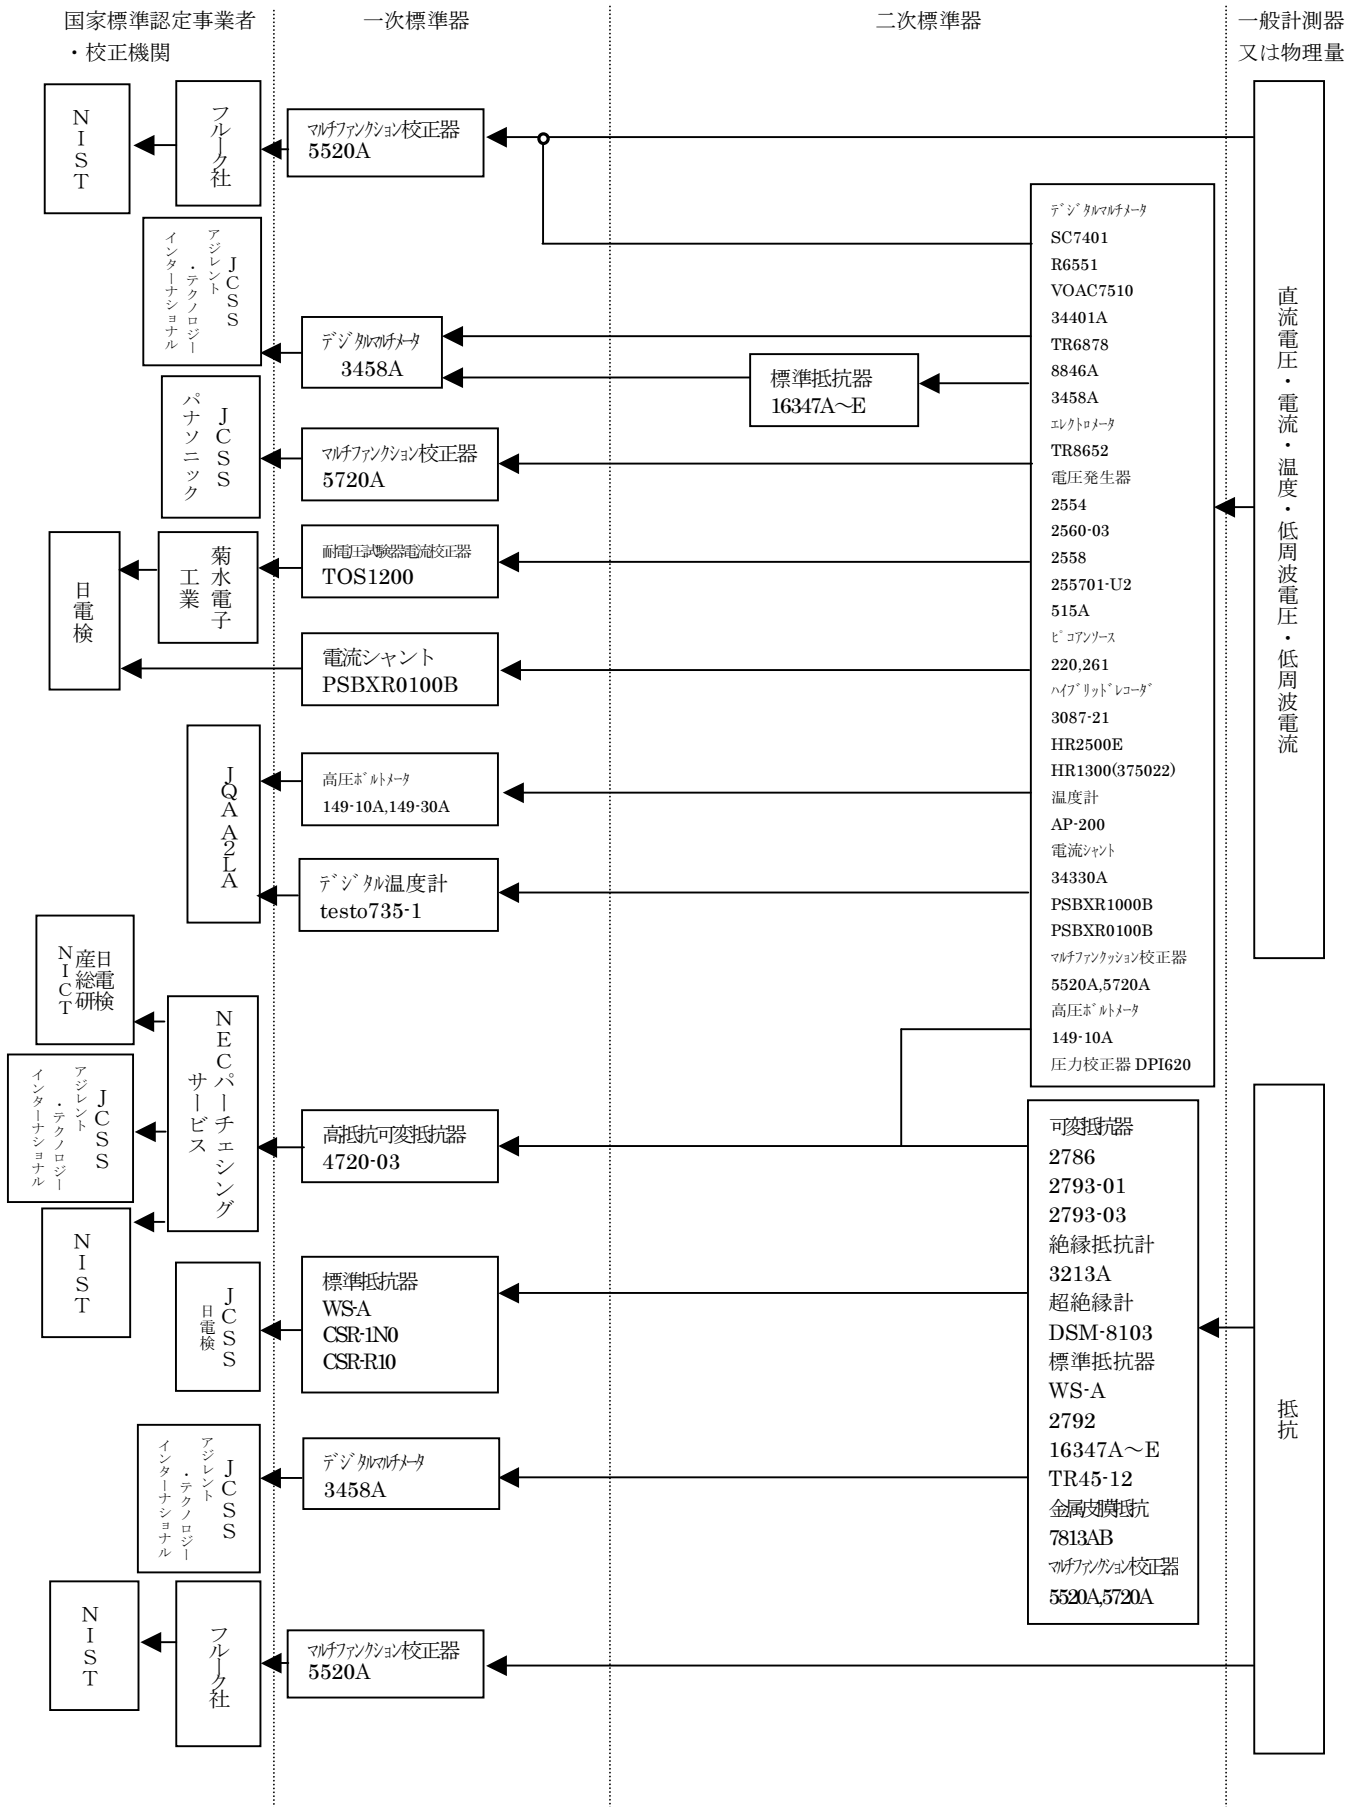 国家標準認定事業者
・校正機関
一次標準器
二次標準器
一般計測器
又は物理量
NIST
フルーク社
マルチファンクション校正器
5520A
JCSS
アジレント
・テクノロジー
インターナショナル
デジタルマルチメータ
3458A
標準抵抗器
16347A～E
JCSS
パナソニック
マルチファンクション校正器
5720A
日電検
菊水電子
工業
耐電圧試験器電流校正器
TOS1200
電流シャント
PSBXR0100B
JQA A2LA
高圧ボルトメータ
149-10A,149-30A
デジタル温度計
testo735-1
デジタルマルチメータ
SC7401
R6551
VOAC7510
34401A
TR6878
8846A
3458A
エレクトロメータ
TR8652
電圧発生器
2554
2560-03
2558
255701-U2
515A
ピコアンソース
220,261
ハイブリッドレコーダ
3087-21
HR2500E
HR1300(375022)
温度計
AP-200
電流シャント
34330A
PSBXR1000B
PSBXR0100B
マルチファンクッション校正器
5520A,5720A
高圧ボルトメータ
149-10A
圧力校正器 DPI620
直流電圧・電流・温度・低周波電圧・低周波電流
日電検
産総研
NICT
JCSS
アジレント
・テクノロジー
インターナショナル
NIST
NECパーチェシング
サービス
高抵抗可変抵抗器
4720-03
JCSS
日電検
標準抵抗器
WS-A
CSR-1N0
CSR-R10
JCSS
アジレント
・テクノロジー
インターナショナル
デジタルマルチメータ
3458A
NIST
フルーク社
マルチファンクション校正器
5520A
可変抵抗器
2786
2793-01
2793-03
絶縁抵抗計
3213A
超絶縁計
DSM-8103
標準抵抗器
WS-A
2792
16347A～E
TR45-12
金属皮膜抵抗
7813AB
マルチファンクション校正器
5520A,5720A
抵抗